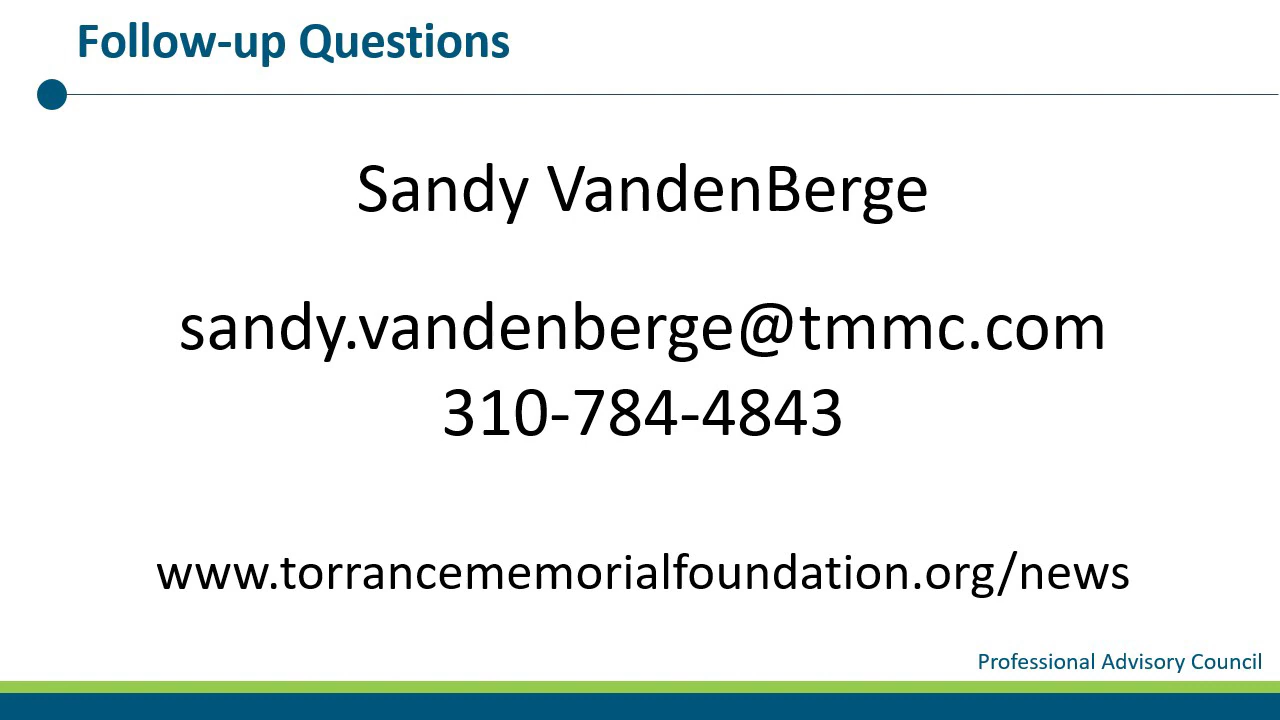 Follow-up Questions
Sandy VandenBerge
sandy.vandenberge@tmmc.com
310-784-4843
www.torrancememorialfoundation.org/news
Professional Advisory Council